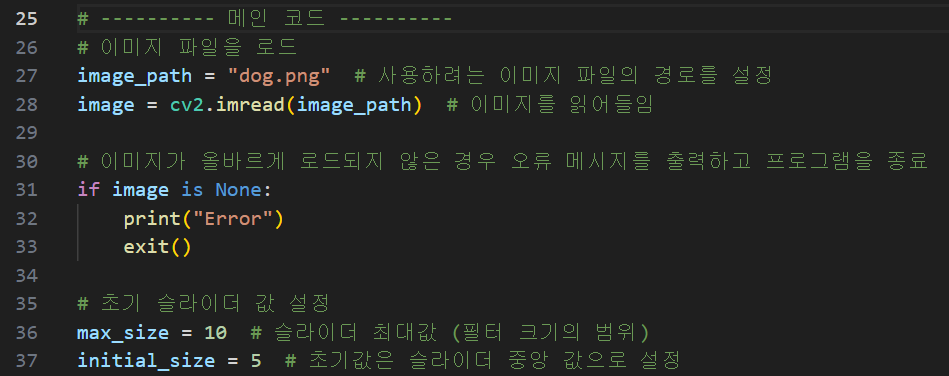 25 # ---------- 메인 코드 ----------
26 # 이미지 파일을 로드
27 image_path = "dog.png"  # 사용하려는 이미지 파일의 경로를 설정
28 image = cv2.imread(image_path)  # 이미지를 읽어들임
29
30 # 이미지가 올바르게 로드되지 않은 경우 오류 메시지를 출력하고 프로그램을 종료
31 if image is None:
32     print("Error")
33     exit()
34
35 # 초기 슬라이더 값 설정
36 max_size = 10  # 슬라이더 최대값 (필터 크기의 범위)
37 initial_size = 5  # 초기값은 슬라이더 중앙 값으로 설정